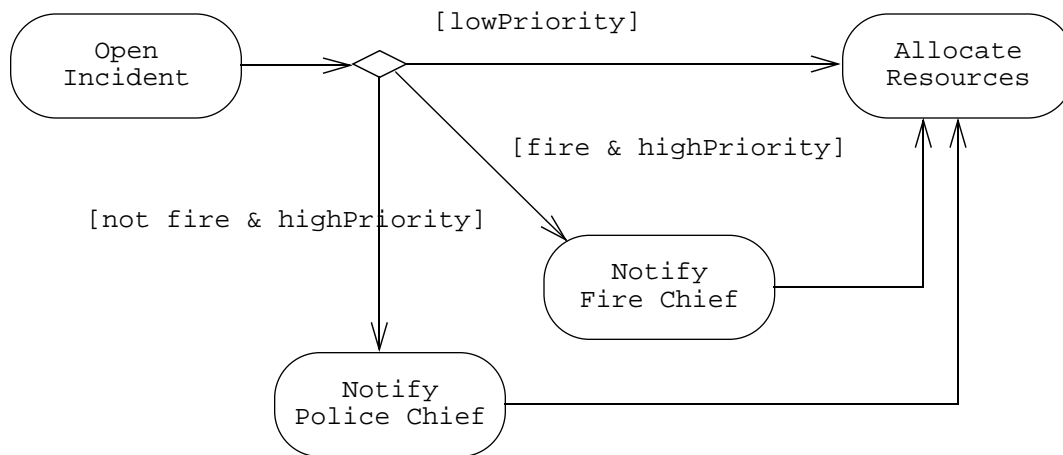 [lowPriority]
Open
Incident
Allocate
Resources
[fire & highPriority]
[not fire & highPriority]
Notify
Fire Chief
Notify
Police Chief